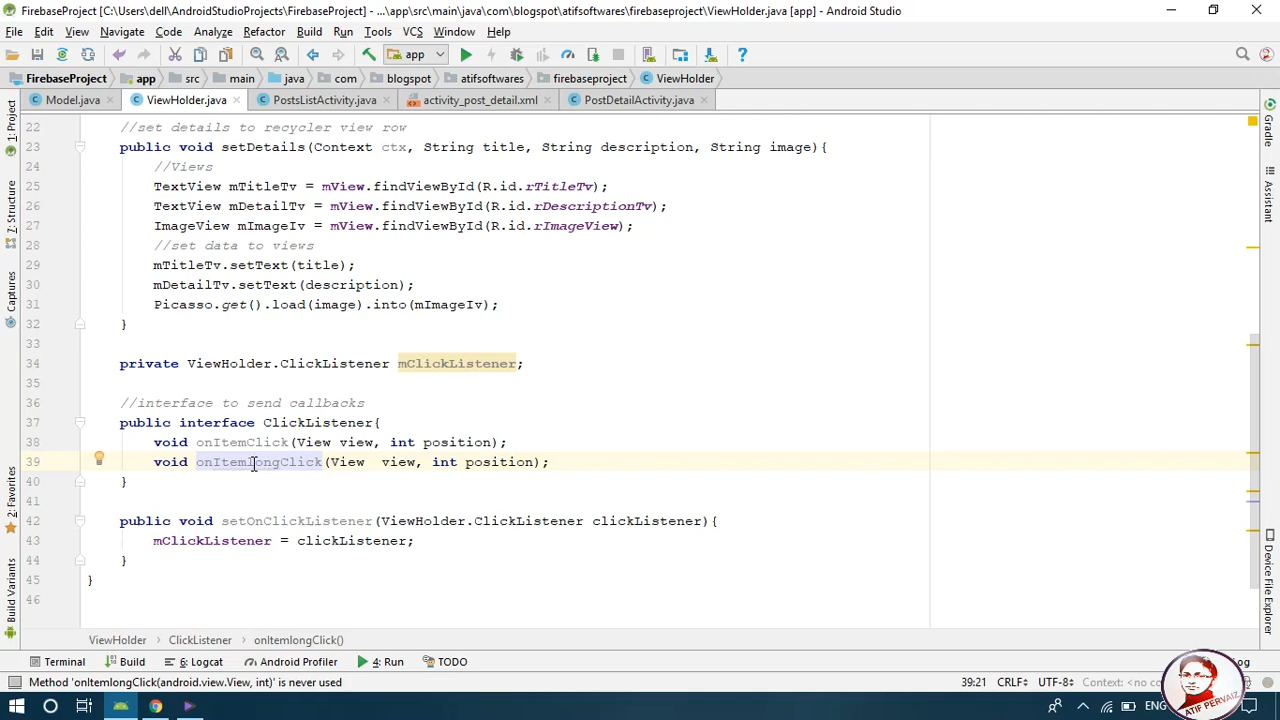 FirebaseProject [C:\Users\dell\AndroidStudioProjects\FirebaseProject] - ...\app\src\main\java\com\blogspot\atifsoftwares\firebaseproject\ViewHolder.java [app] - Android Studio
File Edit View Navigate Code Analyze Refactor Build Run Tools VCS Window Help
app
FirebaseProject app src main java com blogspot atifsoftwares firebaseproject ViewHolder
Model.java ViewHolder.java PostsListActivity.java activity_post_detail.xml PostDetailActivity.java
1: Project
Z: Structure
Captures
2: Favorites
Build Variants
22 //set details to recycler view row
23 public void setDetails(Context ctx, String title, String description, String image){
24 //Views
25 TextView mTitleTv = mView.findViewById(R.id.rTitleTv);
26 TextView mDetailTv = mView.findViewById(R.id.rDescriptionTv);
27 ImageView mImageIv = mView.findViewById(R.id.rImageView);
28 //set data to views
29 mTitleTv.setText(title);
30 mDetailTv.setText(description);
31 Picasso.get().load(image).into(mImageIv);
32 }
33
34 private ViewHolder.ClickListener mClickListener;
35
36 //interface to send callbacks
37 public interface ClickListener{
38 void onItemClick(View view, int position);
39 void onItemlongClick(View  view, int position);
40 }
41
42 public void setOnClickListener(ViewHolder.ClickListener clickListener){
43 mClickListener = clickListener;
44 }
45 }
46
Gradle
Assistant
Device File Explorer
ViewHolder ClickListener onItemlongClick()
Terminal Build 6: Logcat Android Profiler 4: Run TODO
Method 'onItemlongClick(android.view.View, int)' is never used 39:21 CRLF UTF-8 Context: <no co
ENG
ATIF PERVAIZ